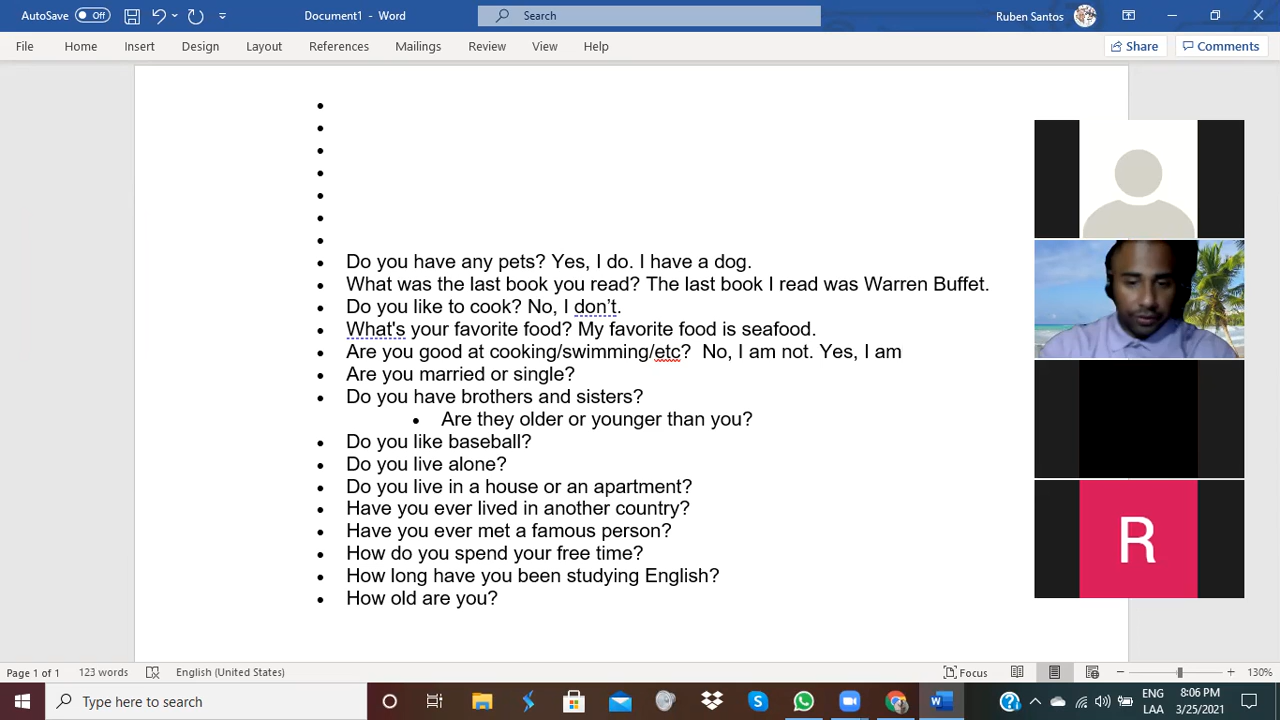 AutoSave Off Document1 - Word Search Ruben Santos
File Home Insert Design Layout References Mailings Review View Help Share Comments
• Do you have any pets? Yes, I do. I have a dog.
• What was the last book you read? The last book I read was Warren Buffet.
• Do you like to cook? No, I don’t.
• What's your favorite food? My favorite food is seafood.
• Are you good at cooking/swimming/etc?  No, I am not. Yes, I am
• Are you married or single?
• Do you have brothers and sisters?
• Are they older or younger than you?
• Do you like baseball?
• Do you live alone?
• Do you live in a house or an apartment?
• Have you ever lived in another country?
• Have you ever met a famous person?
• How do you spend your free time?
• How long have you been studying English?
• How old are you?
R
Page 1 of 1 123 words English (United States) Focus 130%
Type here to search ENG 8:06 PM
LAA 3/25/2021